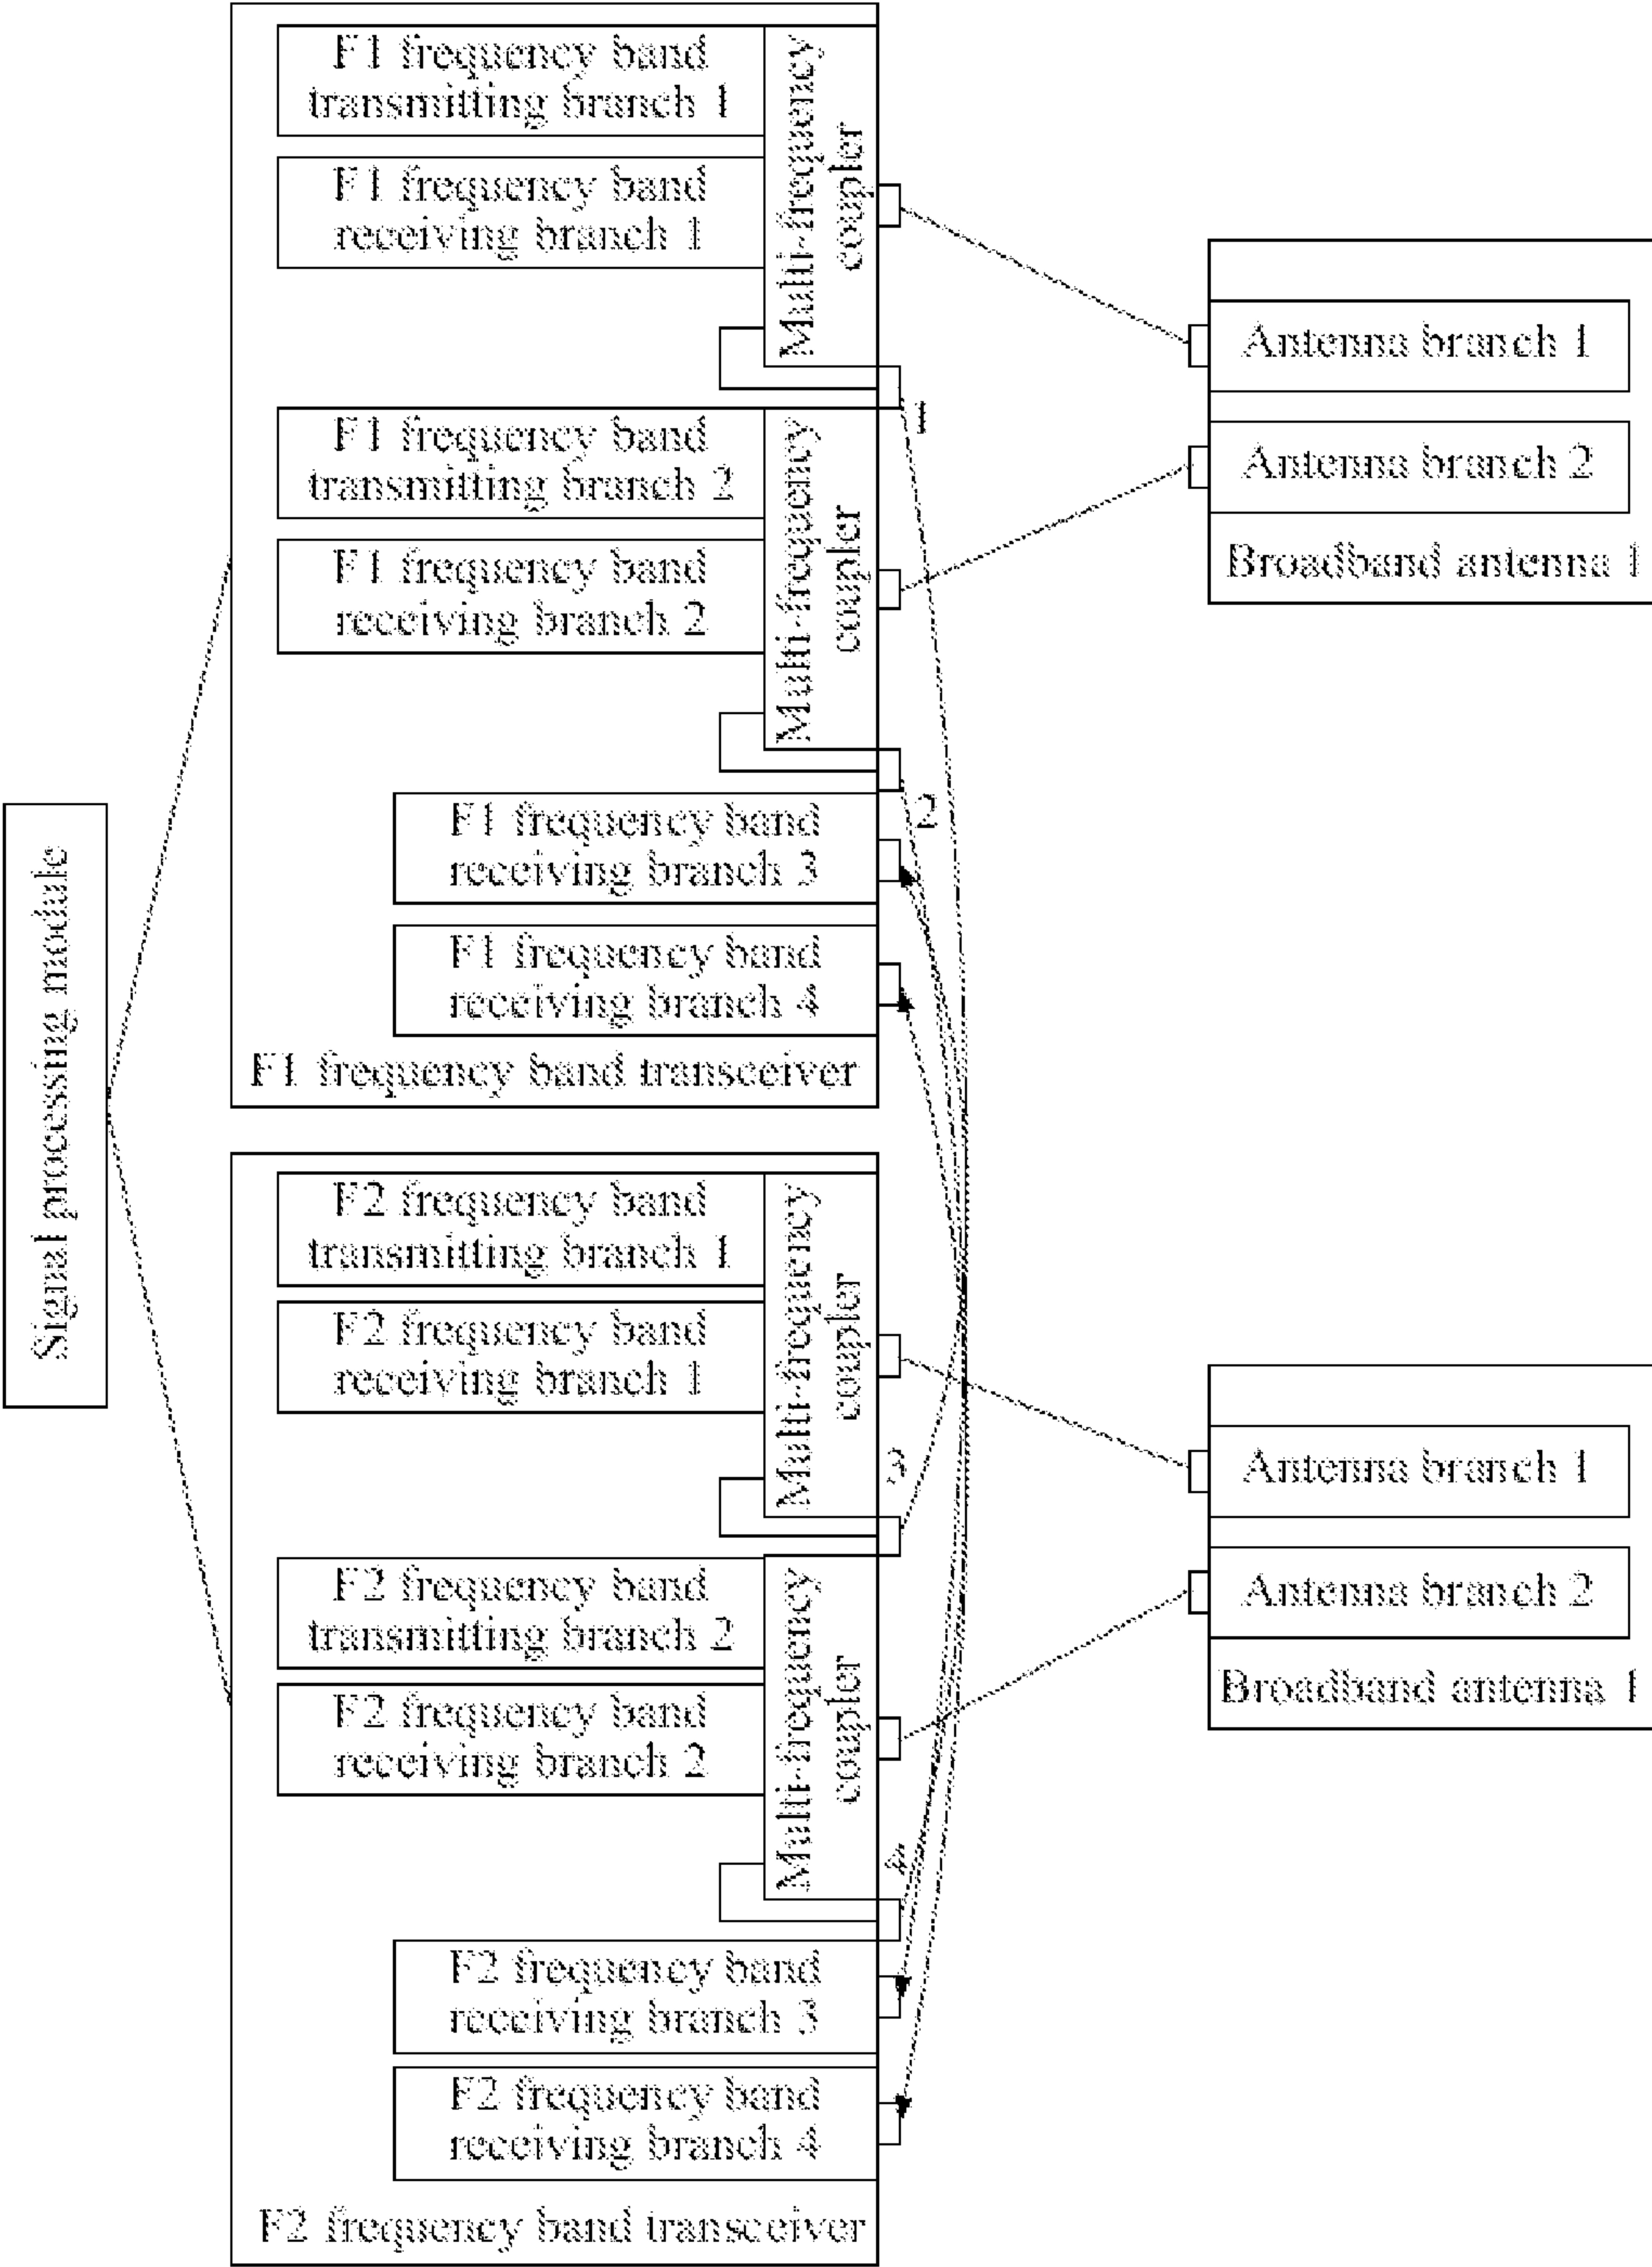 Signal processing module
F1 frequency band
transmitting branch 1
F1 frequency band
receiving branch 1
Multi-frequency
coupler
1
F1 frequency band
transmitting branch 2
F1 frequency band
receiving branch 2
Multi-frequency
coupler
2
F1 frequency band
receiving branch 3
F1 frequency band
receiving branch 4
F1 frequency band transceiver
F2 frequency band
transmitting branch 1
F2 frequency band
receiving branch 1
Multi-frequency
coupler
3
F2 frequency band
transmitting branch 2
F2 frequency band
receiving branch 2
Multi-frequency
coupler
4
F2 frequency band
receiving branch 3
F2 frequency band
receiving branch 4
F2 frequency band transceiver
Antenna branch 1
Antenna branch 2
Broadband antenna 1
Antenna branch 1
Antenna branch 2
Broadband antenna 1